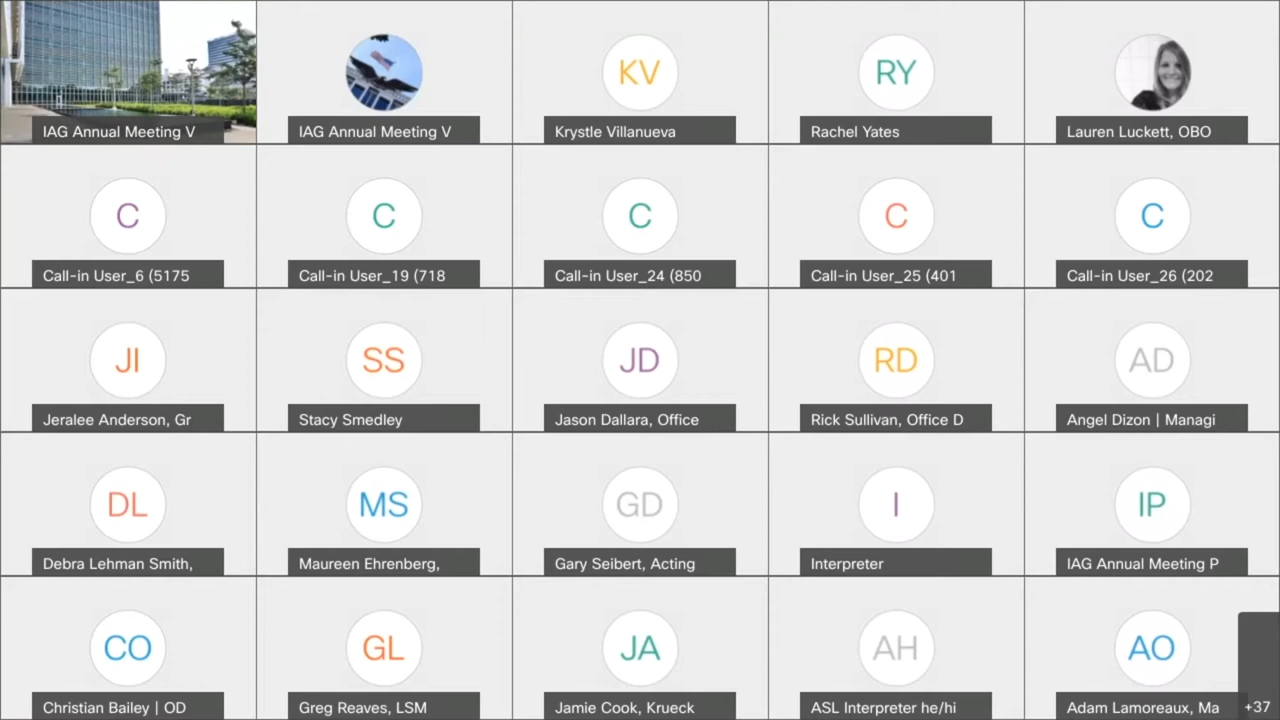 IAG Annual Meeting V
IAG Annual Meeting V
KV
Krystle Villanueva
RY
Rachel Yates
Lauren Luckett, OBO
C
Call-in User_6 (5175
C
Call-in User_19 (718
C
Call-in User_24 (850
C
Call-in User_25 (401
C
Call-in User_26 (202
JI
Jeralee Anderson, Gr
SS
Stacy Smedley
JD
Jason Dallara, Office
RD
Rick Sullivan, Office D
AD
Angel Dizon | Managi
DL
Debra Lehman Smith,
MS
Maureen Ehrenberg,
GD
Gary Seibert, Acting
I
Interpreter
IP
IAG Annual Meeting P
CO
Christian Bailey | OD
GL
Greg Reaves, LSM
JA
Jamie Cook, Krueck
AH
ASL Interpreter he/hi
AO
Adam Lamoreaux, Ma
+37